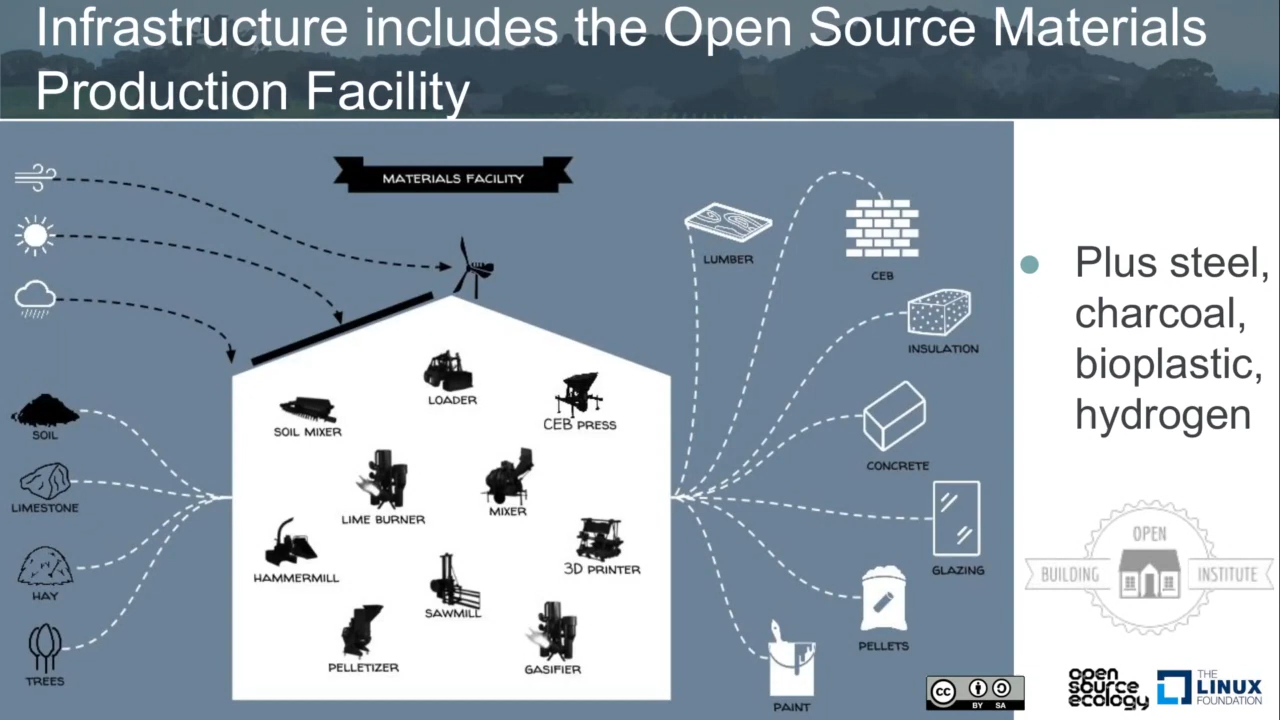 Infrastructure includes the Open Source Materials
Production Facility
MATERIALS FACILITY
LUMBER
CEB
INSULATION
CONCRETE
GLAZING
PELLETS
PAINT
SOIL
LIMESTONE
HAY
TREES
LOADER
SOIL MIXER
CEB PRESS
LIME BURNER
MIXER
HAMMERMILL
3D PRINTER
SAWMILL
PELLETIZER
GASIFIER
Plus steel,
charcoal,
bioplastic,
hydrogen
OPEN
BUILDING INSTITUTE
cc
BY SA
open
source
ecology
THE
LINUX
FOUNDATION